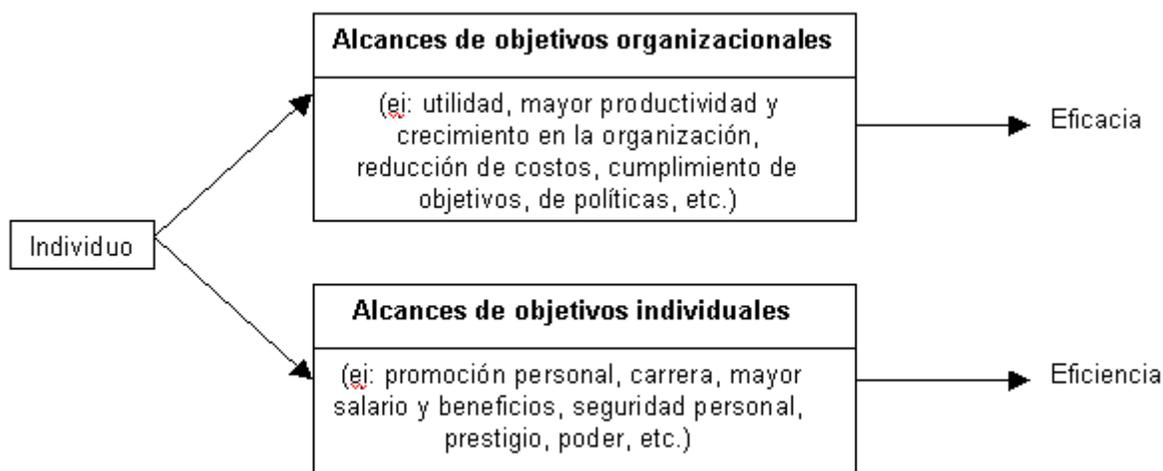 Alcances de objetivos organizacionales
(ej: utilidad, mayor productividad y
crecimiento en la organización,
reducción de costos, cumplimiento de
objetivos, de políticas, etc.)
Eficacia
Individuo
Alcances de objetivos individuales
(ej: promoción personal, carrera, mayor
salario y beneficios, seguridad personal,
prestigio, poder, etc.)
Eficiencia